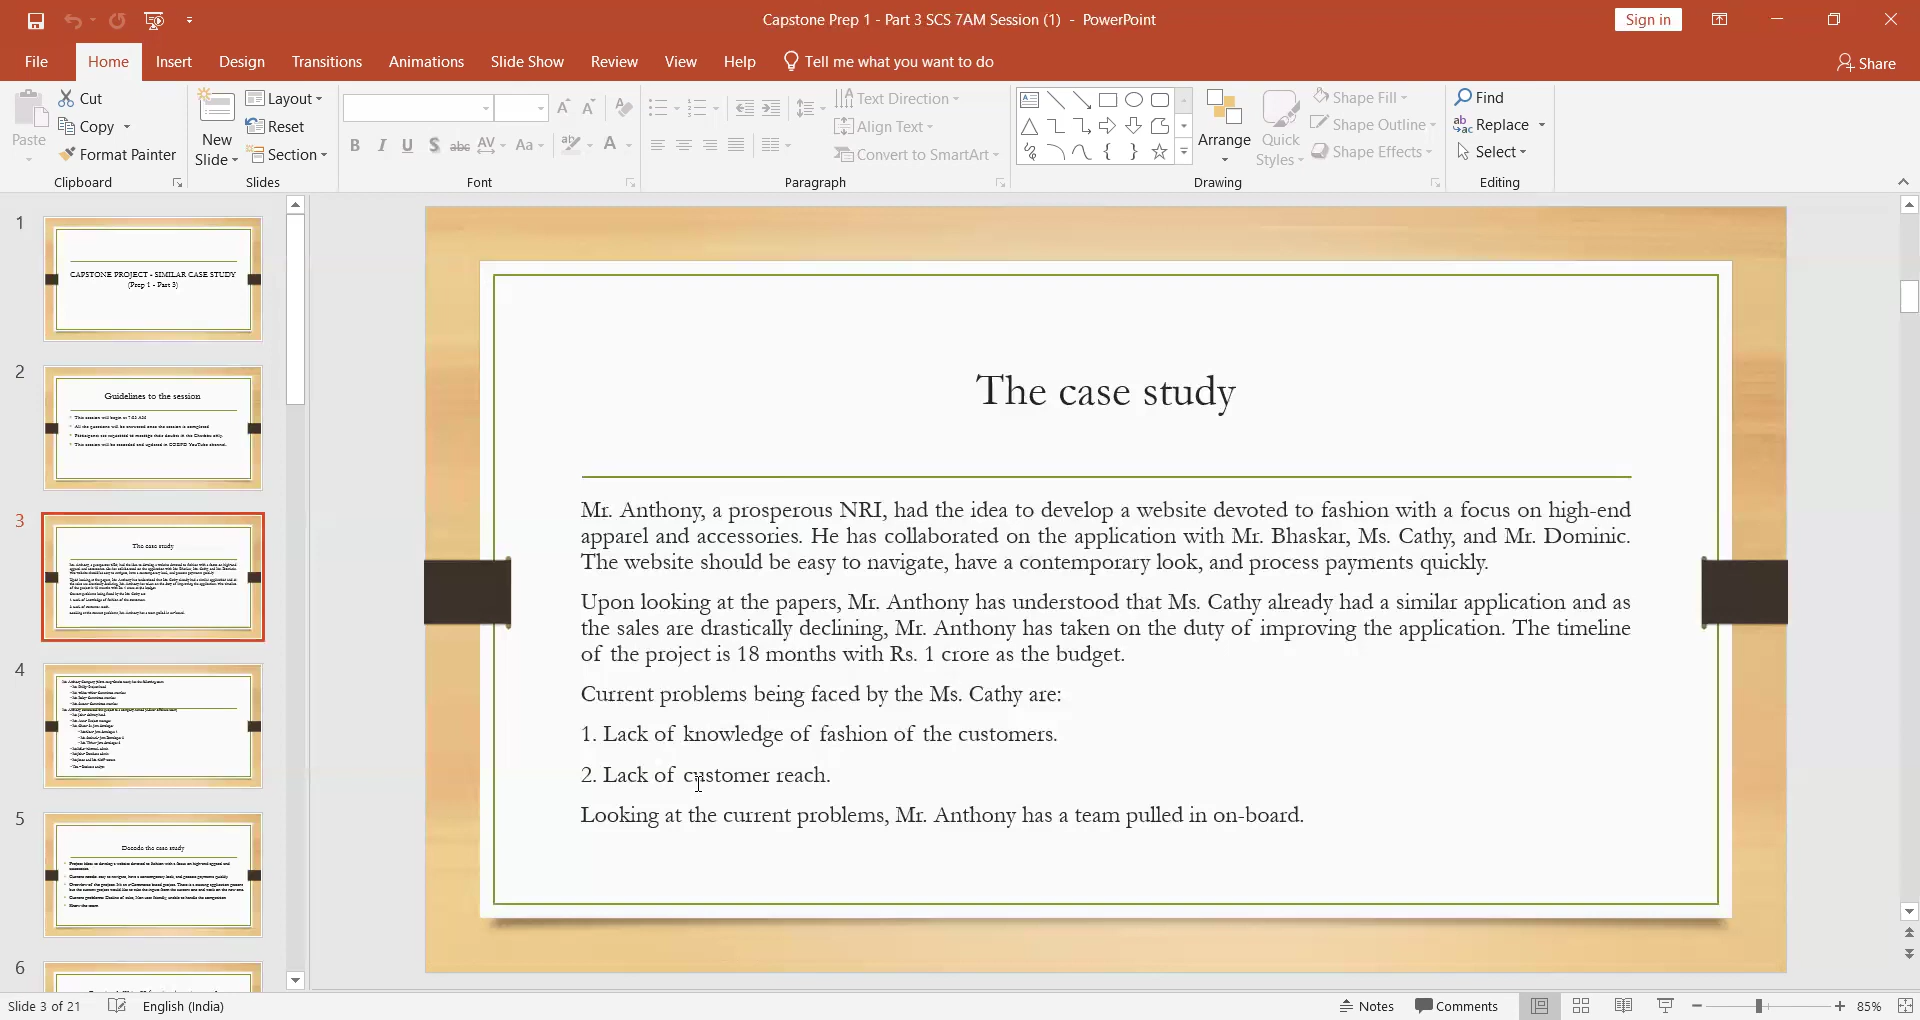 Capstone Prep 1 - Part 3 SCS 7AM Session (1) - PowerPoint
Sign in
File Home Insert Design Transitions Animations Slide Show Review View Help Tell me what you want to do
Share
Paste
Cut
Copy
Format Painter
Clipboard
New Slide
Layout
Reset
Section
Slides
Font
Text Direction
Align Text
Convert to SmartArt
Paragraph
Arrange
Quick Styles
Shape Fill
Shape Outline
Shape Effects
Drawing
Find
Replace
Select
Editing
1
CAPSTONE PROJECT - SIMILAR CASE STUDY
(Prep 1 - Part 3)
2
Guidelines to the session
3
The case study
4
5
Decode the case study
6
The case study
Mr. Anthony, a prosperous NRI, had the idea to develop a website devoted to fashion with a focus on high-end
apparel and accessories. He has collaborated on the application with Mr. Bhaskar, Ms. Cathy, and Mr. Dominic.
The website should be easy to navigate, have a contemporary look, and process payments quickly.
Upon looking at the papers, Mr. Anthony has understood that Ms. Cathy already had a similar application and as
the sales are drastically declining, Mr. Anthony has taken on the duty of improving the application. The timeline
of the project is 18 months with Rs. 1 crore as the budget.
Current problems being faced by the Ms. Cathy are:
1. Lack of knowledge of fashion of the customers.
2. Lack of customer reach.
Looking at the current problems, Mr. Anthony has a team pulled in on-board.
Slide 3 of 21
English (India)
Notes
Comments
85%